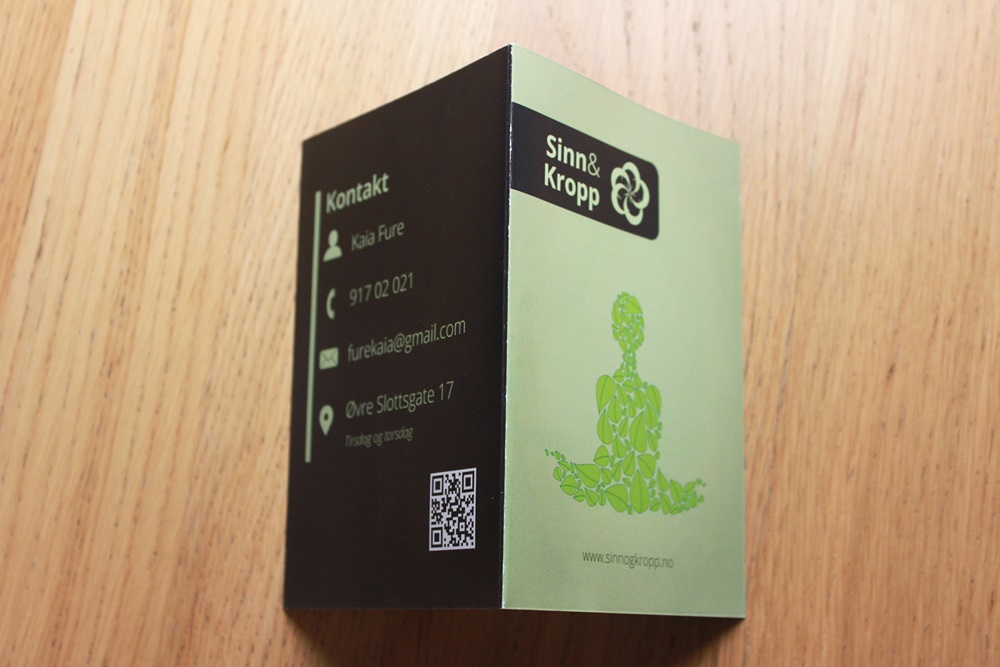 Kontakt
Kaia Fure
917 02 021
furekaia@gmail.com
Øvre Slottsgate 17
Tirsdag og torsdag
Sinn&
Kropp
www.sinnogkropp.no